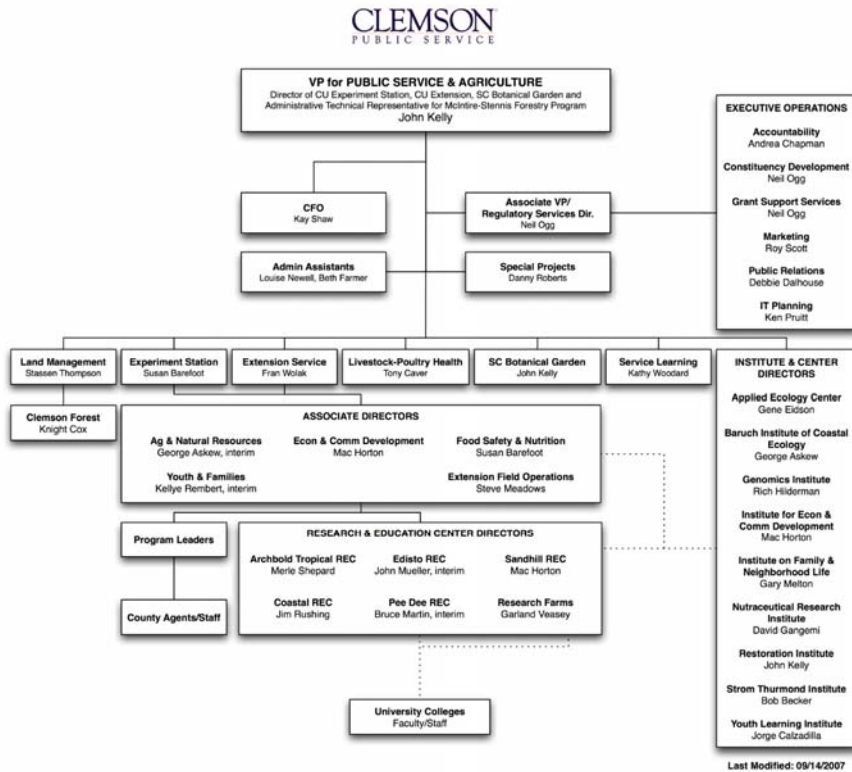 CLEMSON
PUBLIC SERVICE
VP for PUBLIC SERVICE & AGRICULTURE
Director of CU Experiment Station, CU Extension, SC Botanical Garden and
Administrative Technical Representative for McIntire-Stennis Forestry Program
John Kelly
EXECUTIVE OPERATIONS
Accountability
Andrea Chapman
Constituency Development
Neil Ogg
Grant Support Services
Neil Ogg
Marketing
Roy Scott
Public Relations
Debbie Dalhouse
IT Planning
Ken Pruitt
CFO
Kay Shaw
Associate VP/
Regulatory Services Dir.
Neil Ogg
Admin Assistants
Louise Newell, Beth Farmer
Special Projects
Danny Roberts
Land Management
Stassen Thompson
Experiment Station
Susan Barefoot
Extension Service
Fran Wolak
Livestock-Poultry Health
Tony Caver
SC Botanical Garden
John Kelly
Service Learning
Kathy Woodard
Clemson Forest
Knight Cox
ASSOCIATE DIRECTORS
Ag & Natural Resources
George Askew, interim
Econ & Comm Development
Mac Horton
Food Safety & Nutrition
Susan Barefoot
Youth & Families
Kellye Rembert, interim
Extension Field Operations
Steve Meadows
Program Leaders
County Agents/Staff
RESEARCH & EDUCATION CENTER DIRECTORS
Archbold Tropical REC
Merle Shepard
Edisto REC
John Mueller, interim
Sandhill REC
Mac Horton
Coastal REC
Jim Rushing
Pee Dee REC
Bruce Martin, interim
Research Farms
Garland Veasey
University Colleges
Faculty/Staff
INSTITUTE & CENTER
DIRECTORS
Applied Ecology Center
Gene Eidson
Baruch Institute of Coastal
Ecology
George Askew
Genomics Institute
Rich Hilderman
Institute for Econ &
Comm Development
Mac Horton
Institute on Family &
Neighborhood Life
Gary Melton
Nutraceutical Research
Institute
David Gangemi
Restoration Institute
John Kelly
Strom Thurmond Institute
Bob Becker
Youth Learning Institute
Jorge Calzadilla
Last Modified: 09/14/2007